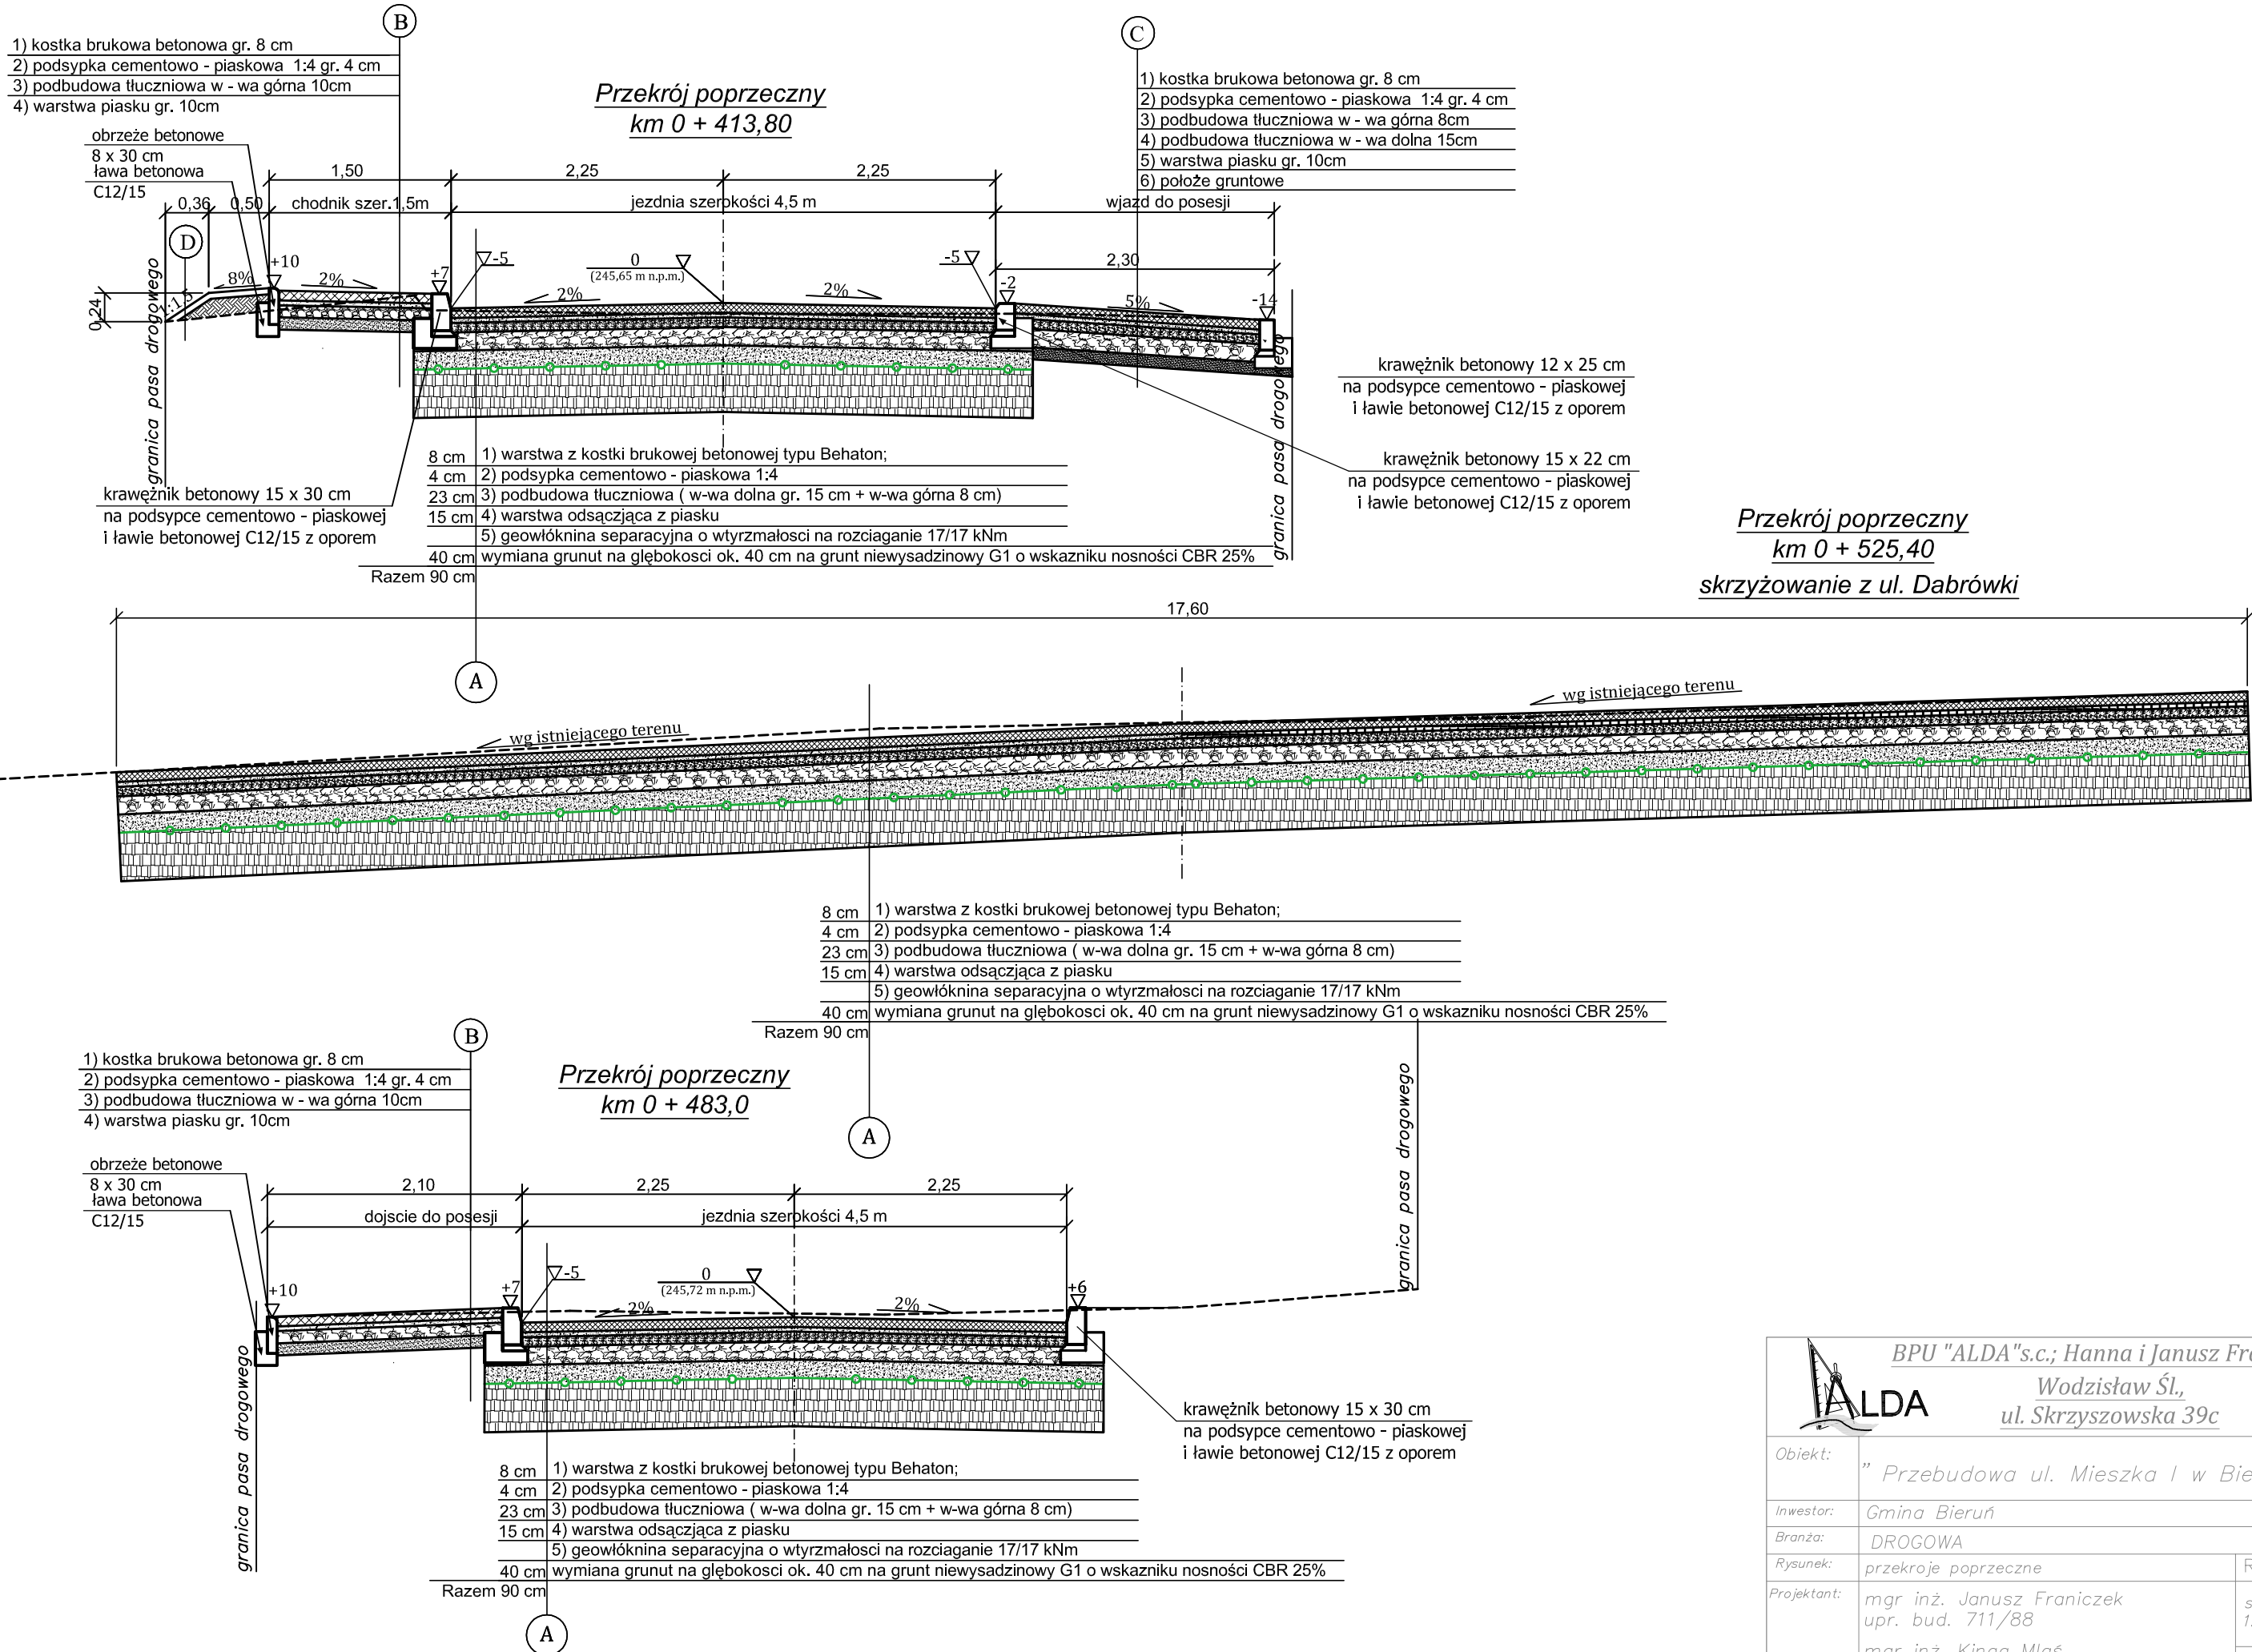 B
1) kostka brukowa betonowa gr. 8 cm
2) podsypka cementowo - piaskowa 1:4 gr. 4 cm
3) podbudowa tłuczniowa w - wa górna 10cm
4) warstwa piasku gr. 10cm
obrzeże betonowe
8 x 30 cm
ława betonowa
C12/15
Przekrój poprzeczny
km 0 + 413,80
C
1) kostka brukowa betonowa gr. 8 cm
2) podsypka cementowo - piaskowa 1:4 gr. 4 cm
3) podbudowa tłuczniowa w - wa górna 8cm
4) podbudowa tłuczniowa w - wa dolna 15cm
5) warstwa piasku gr. 10cm
6) położe gruntowe
1,50
2,25
2,25
0,36
0,50
chodnik szer.1,5m
jezdnia szerokości 4,5 m
wjazd do posesji
D
+10
+7
-5
0
(245,65 m n.p.m.)
-5
-2
2,30
-14
8%
2%
2%
2%
5%
0,24
granica pasa drogowego
granica pasa drogowego
krawężnik betonowy 12 x 25 cm
na podsypce cementowo - piaskowej
i ławie betonowej C12/15 z oporem
krawężnik betonowy 15 x 22 cm
na podsypce cementowo - piaskowej
i ławie betonowej C12/15 z oporem
krawężnik betonowy 15 x 30 cm
na podsypce cementowo - piaskowej
i ławie betonowej C12/15 z oporem
8 cm 1) warstwa z kostki brukowej betonowej typu Behaton;
4 cm 2) podsypka cementowo - piaskowa 1:4
23 cm 3) podbudowa tłuczniowa ( w-wa dolna gr. 15 cm + w-wa górna 8 cm)
15 cm 4) warstwa odsączjąca z piasku
5) geowłóknina separacyjna o wtyrzmałosci na rozciaganie 17/17 kNm
40 cm wymiana grunut na glębokosci ok. 40 cm na grunt niewysadzinowy G1 o wskazniku nosności CBR 25%
Razem 90 cm
A
Przekrój poprzeczny
km 0 + 525,40
skrzyżowanie z ul. Dabrówki
17,60
wg istniejącego terenu
wg istniejącego terenu
8 cm 1) warstwa z kostki brukowej betonowej typu Behaton;
4 cm 2) podsypka cementowo - piaskowa 1:4
23 cm 3) podbudowa tłuczniowa ( w-wa dolna gr. 15 cm + w-wa górna 8 cm)
15 cm 4) warstwa odsączjąca z piasku
5) geowłóknina separacyjna o wtyrzmałosci na rozciaganie 17/17 kNm
40 cm wymiana grunut na glębokosci ok. 40 cm na grunt niewysadzinowy G1 o wskazniku nosności CBR 25%
Razem 90 cm
A
B
1) kostka brukowa betonowa gr. 8 cm
2) podsypka cementowo - piaskowa 1:4 gr. 4 cm
3) podbudowa tłuczniowa w - wa górna 10cm
4) warstwa piasku gr. 10cm
obrzeże betonowe
8 x 30 cm
ława betonowa
C12/15
Przekrój poprzeczny
km 0 + 483,0
2,10
2,25
2,25
dojscie do posesji
jezdnia szerokości 4,5 m
+10
+7
-5
0
(245,72 m n.p.m.)
+6
2%
2%
granica pasa drogowego
granica pasa drogowego
krawężnik betonowy 15 x 30 cm
na podsypce cementowo - piaskowej
i ławie betonowej C12/15 z oporem
8 cm 1) warstwa z kostki brukowej betonowej typu Behaton;
4 cm 2) podsypka cementowo - piaskowa 1:4
23 cm 3) podbudowa tłuczniowa ( w-wa dolna gr. 15 cm + w-wa górna 8 cm)
15 cm 4) warstwa odsączjąca z piasku
5) geowłóknina separacyjna o wtyrzmałosci na rozciaganie 17/17 kNm
40 cm wymiana grunut na glębokosci ok. 40 cm na grunt niewysadzinowy G1 o wskazniku nosności CBR 25%
Razem 90 cm
A
ALDA
BPU "ALDA"s.c.; Hanna i Janusz Fr
Wodzisław Śl.,
ul. Skrzyszowska 39c
Obiekt: ” Przebudowa ul. Mieszka I w Bie
Inwestor: Gmina Bieruń
Branża: DROGOWA
Rysunek: przekroje poprzeczne R
Projektant: mgr inż. Janusz Franiczek
upr. bud. 711/88
mgr inż. Kinga